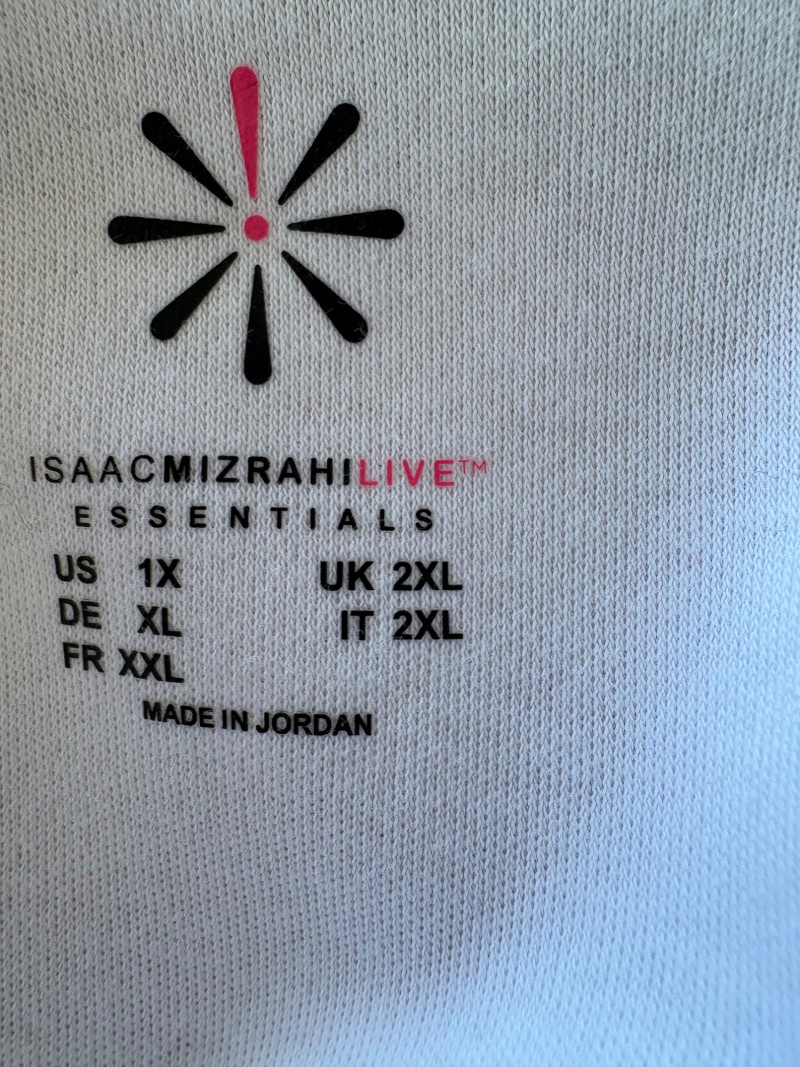 ISAACMIZRAHILIVE™
ESSENTIALS
US 1X UK 2XL
DE XL IT 2XL
FR XXL
MADE IN JORDAN